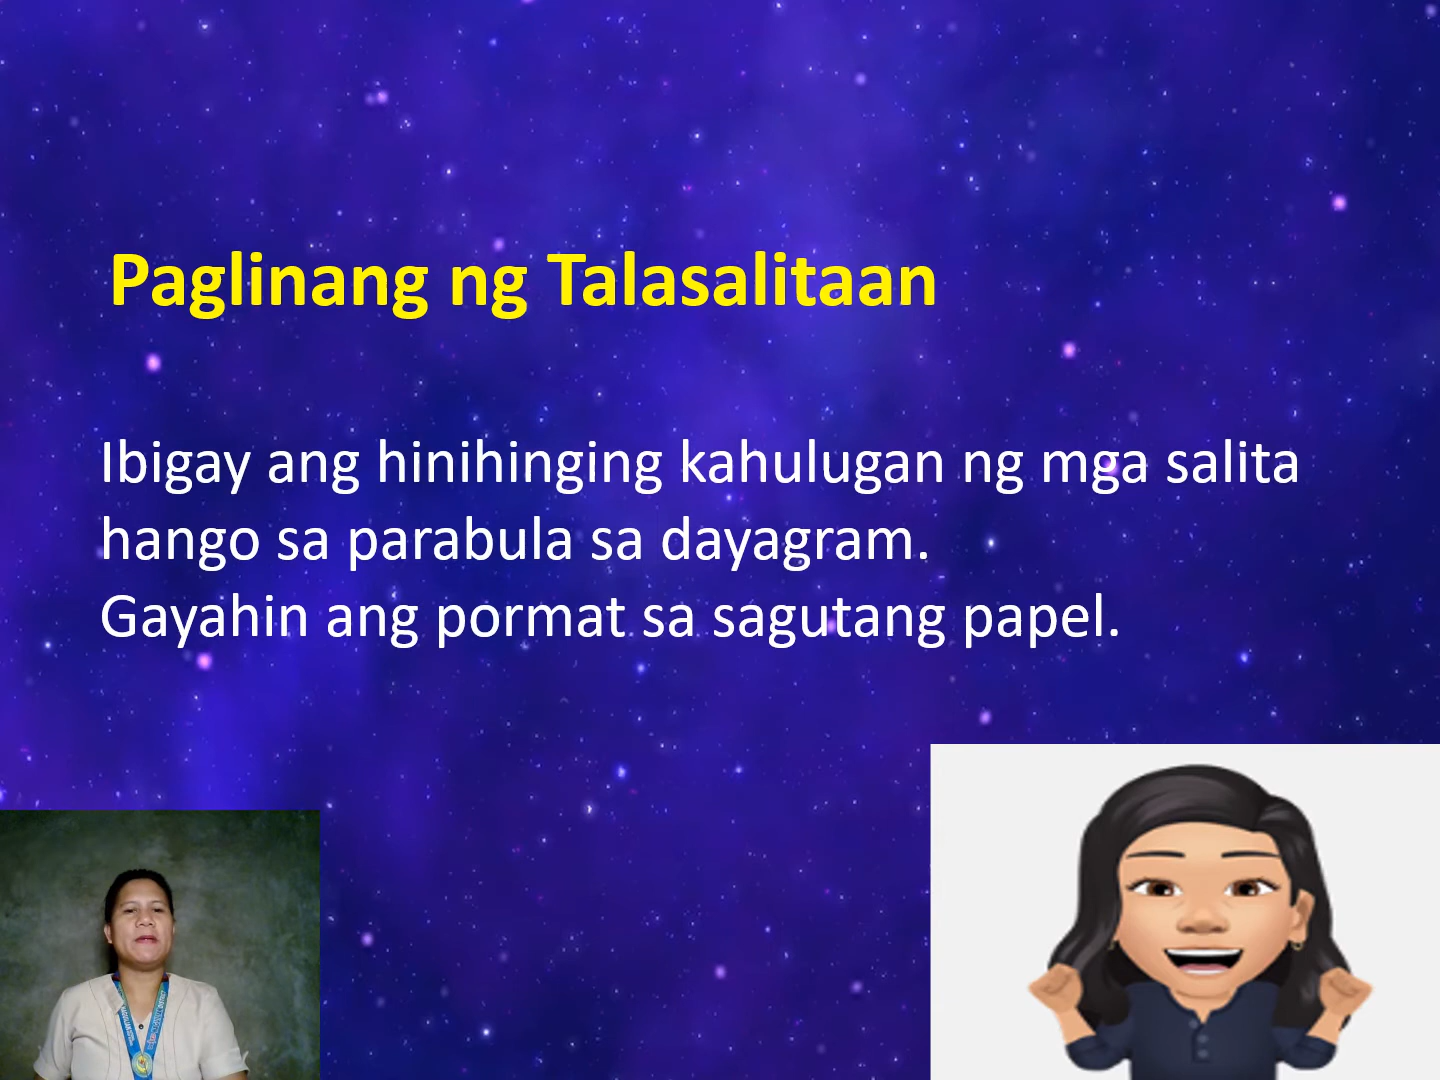 Paglinang ng Talasalitaan
Ibigay ang hinihinging kahulugan ng mga salita
hango sa parabula sa dayagram.
Gayahin ang pormat sa sagutang papel.